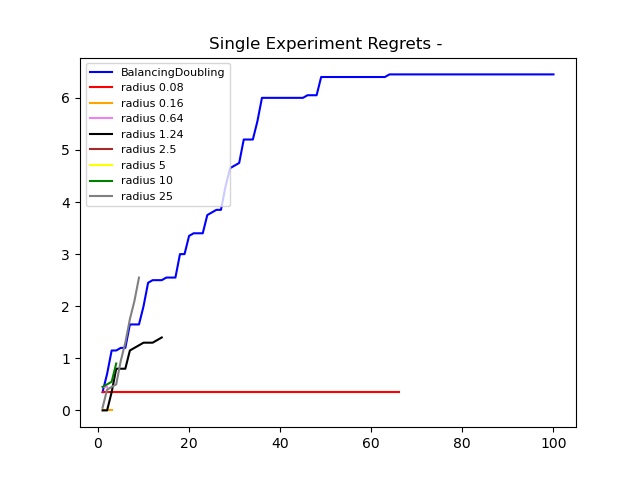 Single Experiment Regrets -
BalancingDoubling
radius 0.08
radius 0.16
radius 0.64
radius 1.24
radius 2.5
radius 5
radius 10
radius 25
6
5
4
3
2
1
0
0 20 40 60 80 100